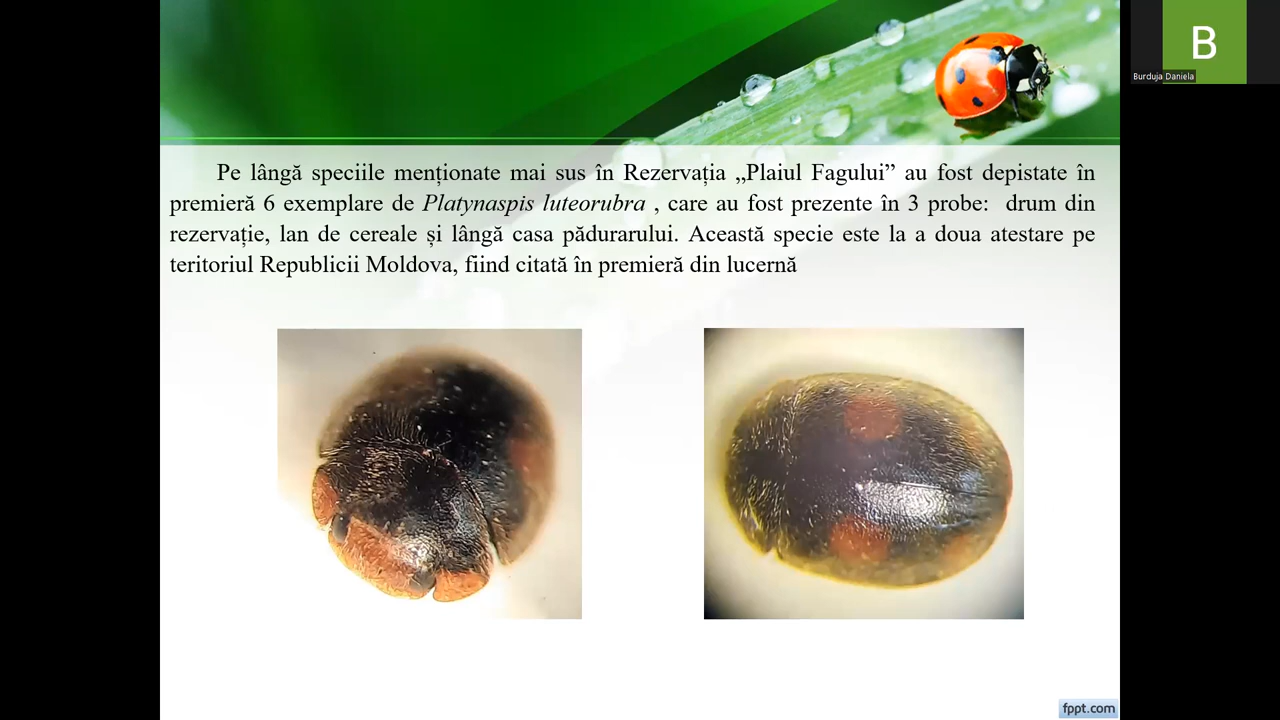 B
Burduja Daniela
Pe lângă speciile menționate mai sus în Rezervația „Plaiul Fagului” au fost depistate în
premieră 6 exemplare de Platynaspis luteorubra , care au fost prezente în 3 probe: drum din
rezervație, lan de cereale și lângă casa pădurarului. Această specie este la a doua atestare pe
teritoriul Republicii Moldova, fiind citată în premieră din lucernă
fppt.com